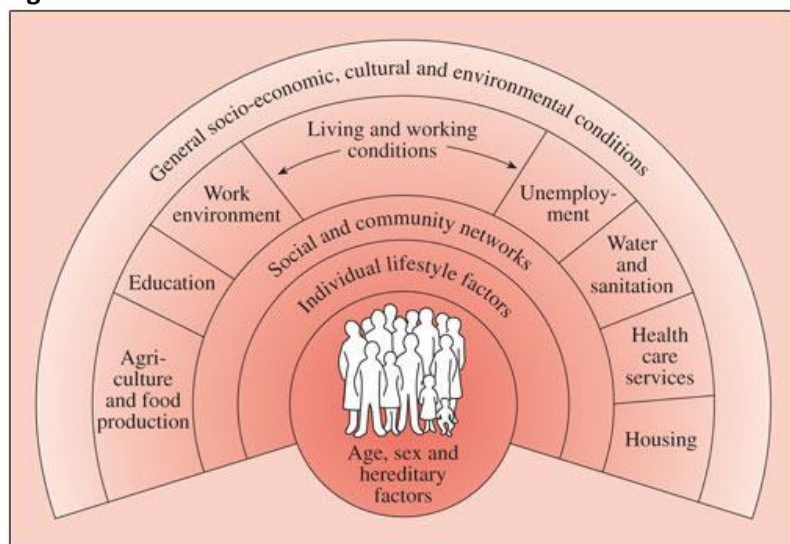 General socio-economic, cultural and environmental conditions
Living and working
conditions
Work
environment
Unemploy-
ment
Education
Water
and
sanitation
Agri-
culture
and food
production
Health
care
services
Housing
Social and community networks
Individual lifestyle factors
Age, sex and
hereditary
factors